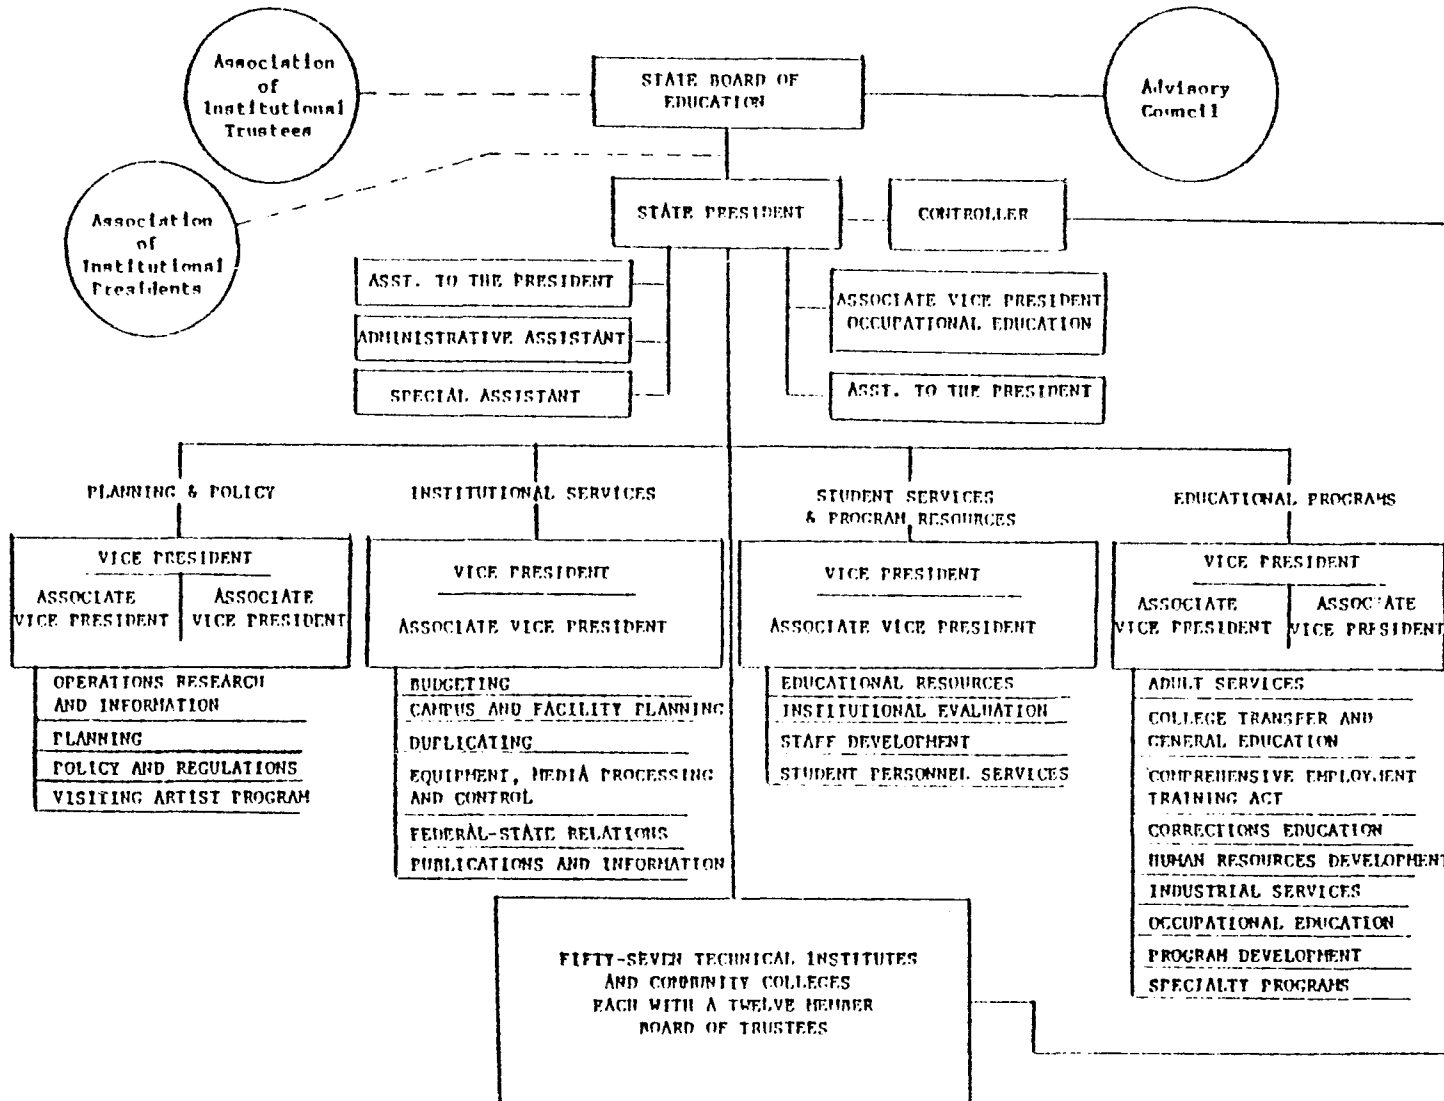 Association
of
Institutional
Trustees
STATE BOARD OF
EDUCATION
Advisory
Council
Association
of
Institutional
Presidents
STATE PRESIDENT
CONTROLLER
ASST. TO THE PRESIDENT
ADMINISTRATIVE ASSISTANT
SPECIAL ASSISTANT
ASSOCIATE VICE PRESIDENT
OCCUPATIONAL EDUCATION
ASST. TO THE PRESIDENT
PLANNING & POLICY
VICE PRESIDENT
ASSOCIATE
VICE PRESIDENT
ASSOCIATE
VICE PRESIDENT
OPERATIONS RESEARCH
AND INFORMATION
PLANNING
POLICY AND REGULATIONS
VISITING ARTIST PROGRAM
INSTITUTIONAL SERVICES
VICE PRESIDENT
ASSOCIATE VICE PRESIDENT
BUDGETING
CAMPUS AND FACILITY PLANNING
DUPLICATING
EQUIPMENT, MEDIA PROCESSING
AND CONTROL
FEDERAL-STATE RELATIONS
PUBLICATIONS AND INFORMATION
STUDENT SERVICES
& PROGRAM RESOURCES
VICE PRESIDENT
ASSOCIATE VICE PRESIDENT
EDUCATIONAL RESOURCES
INSTITUTIONAL EVALUATION
STAFF DEVELOPMENT
STUDENT PERSONNEL SERVICES
EDUCATIONAL PROGRAMS
VICE PRESIDENT
ASSOCIATE
VICE PRESIDENT
ASSOCIATE
VICE PRESIDENT
ADULT SERVICES
COLLEGE TRANSFER AND
GENERAL EDUCATION
COMPREHENSIVE EMPLOYMENT
TRAINING ACT
CORRECTIONS EDUCATION
HUMAN RESOURCES DEVELOPMENT
INDUSTRIAL SERVICES
OCCUPATIONAL EDUCATION
PROGRAM DEVELOPMENT
SPECIALTY PROGRAMS
FIFTY-SEVEN TECHNICAL INSTITUTES
AND COMMUNITY COLLEGES
EACH WITH A TWELVE MEMBER
BOARD OF TRUSTEES